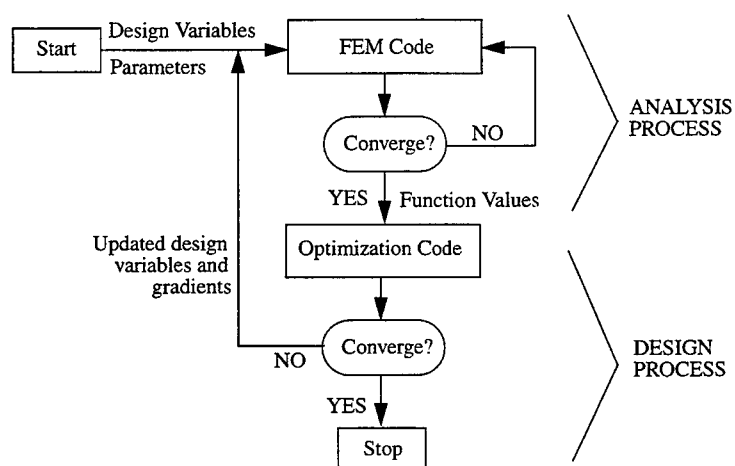 Start
Design Variables
Parameters
FEM Code
Converge?
NO
ANALYSIS
PROCESS
YES
Function Values
Optimization Code
Updated design
variables and
gradients
Converge?
NO
DESIGN
PROCESS
YES
Stop